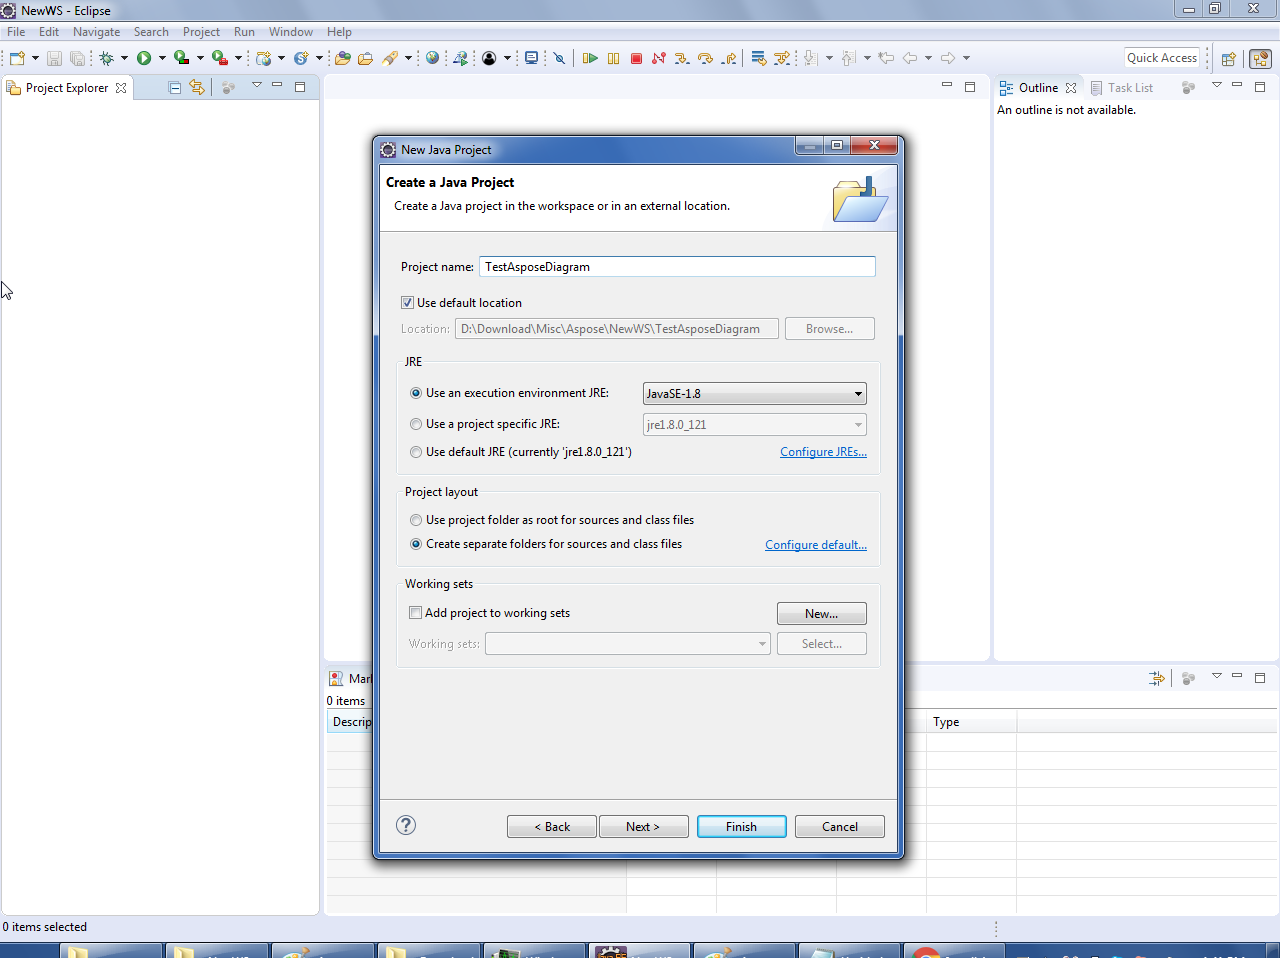 NewWS - Eclipse
File Edit Navigate Search Project Run Window Help
Quick Access
Project Explorer
Outline Task List
An outline is not available.
New Java Project
Create a Java Project
Create a Java project in the workspace or in an external location.
Project name: TestAsposeDiagram
Use default location
Location: D:\Download\Misc\Aspose\NewWS\TestAsposeDiagram Browse...
JRE
Use an execution environment JRE: JavaSE-1.8
Use a project specific JRE: jre1.8.0_121
Use default JRE (currently 'jre1.8.0_121') Configure JREs...
Project layout
Use project folder as root for sources and class files
Create separate folders for sources and class files Configure default...
Working sets
Add project to working sets New...
Working sets: Select...
? < Back Next > Finish Cancel
Mark
0 items
Descrip Type
0 items selected